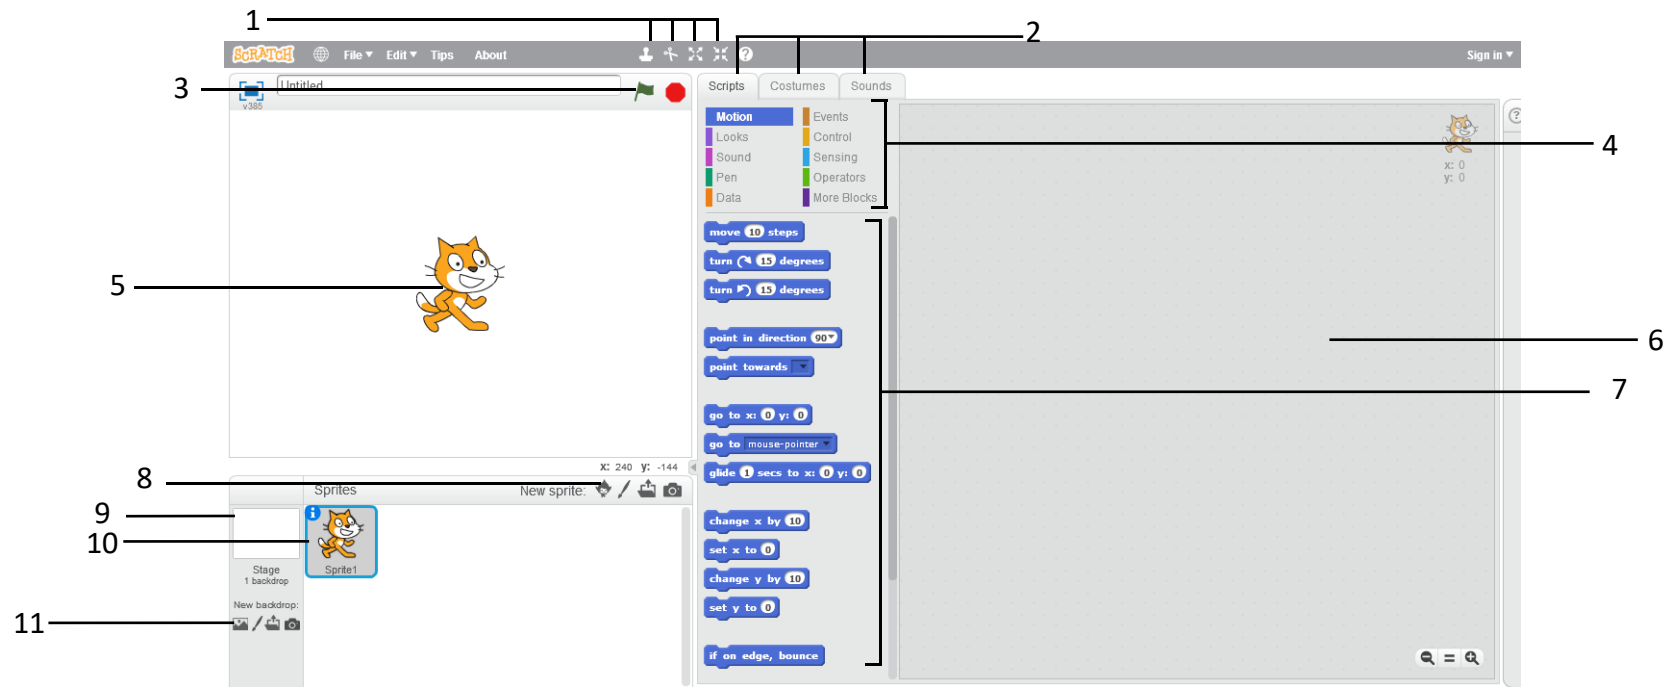 1
2
SCRATCH File Edit Tips About Sign in
3
v385
Untitled
Scripts Costumes Sounds
Motion Events
Looks Control
Sound Sensing
Pen Operators
Data More Blocks
4
x: 0
y: 0
move 10 steps
turn 15 degrees
turn 15 degrees
point in direction 90
point towards
go to x: 0 y: 0
go to mouse-pointer
glide 1 secs to x: 0 y: 0
change x by 10
set x to 0
change y by 10
set y to 0
if on edge, bounce
5
6
7
x: 240 y: -144
8
Sprites New sprite:
9
10
Stage
1 backdrop
Sprite1
New backdrop:
11